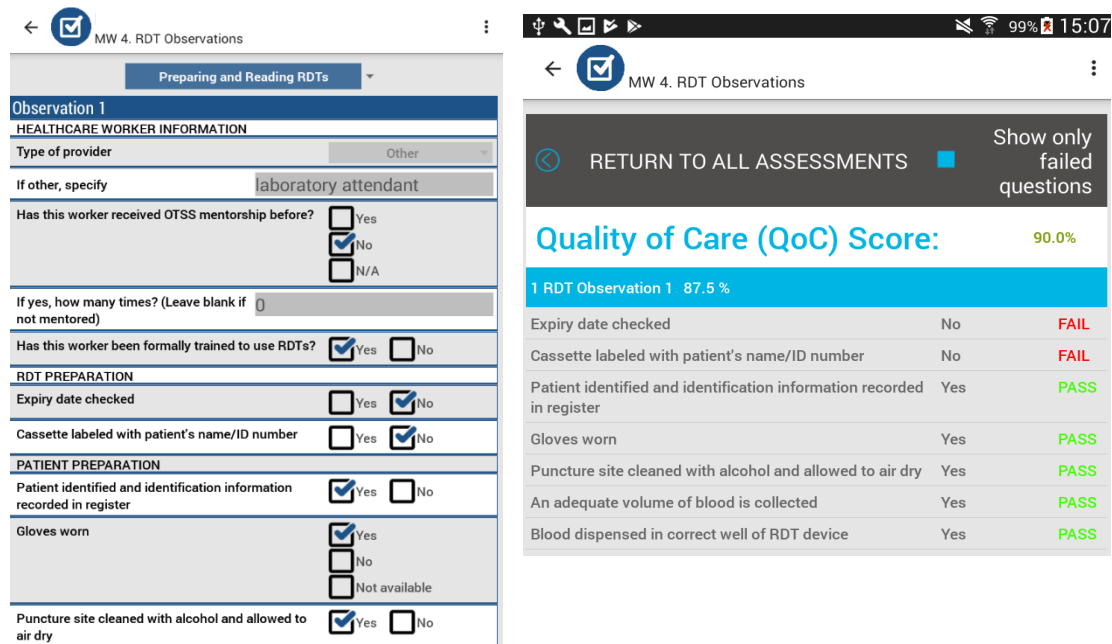 MW 4. RDT Observations
Preparing and Reading RDTs
Observation 1
HEALTHCARE WORKER INFORMATION
Type of provider Other
If other, specify laboratory attendant
Has this worker received OTSS mentorship before? Yes
No
N/A
If yes, how many times? (Leave blank if 0
not mentored)
Has this worker been formally trained to use RDTs? Yes No
RDT PREPARATION
Expiry date checked Yes No
Cassette labeled with patient's name/ID number Yes No
PATIENT PREPARATION
Patient identified and identification information Yes No
recorded in register
Gloves worn Yes
No
Not available
Puncture site cleaned with alcohol and allowed to Yes No
air dry
99% 15:07
MW 4. RDT Observations
RETURN TO ALL ASSESSMENTS
Show only
failed
questions
Quality of Care (QoC) Score: 90.0%
1 RDT Observation 1 87.5 %
Expiry date checked No FAIL
Cassette labeled with patient's name/ID number No FAIL
Patient identified and identification information recorded Yes PASS
in register
Gloves worn Yes PASS
Puncture site cleaned with alcohol and allowed to air dry Yes PASS
An adequate volume of blood is collected Yes PASS
Blood dispensed in correct well of RDT device Yes PASS